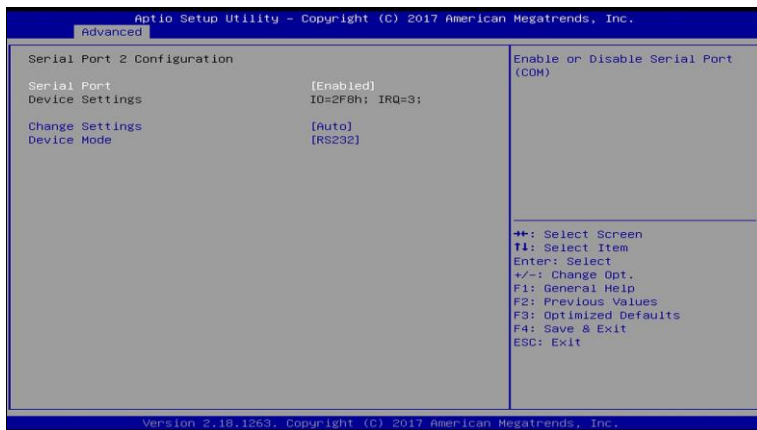 Aptio Setup Utility – Copyright (C) 2017 American Megatrends, Inc.
Advanced
Serial Port 2 Configuration
Serial Port [Enabled]
Device Settings IO=2F8h; IRQ=3;
Change Settings [Auto]
Device Mode [RS232]
Enable or Disable Serial Port
(COM)
→←: Select Screen
↑↓: Select Item
Enter: Select
+/-: Change Opt.
F1: General Help
F2: Previous Values
F3: Optimized Defaults
F4: Save & Exit
ESC: Exit
Version 2.18.1263. Copyright (C) 2017 American Megatrends, Inc.